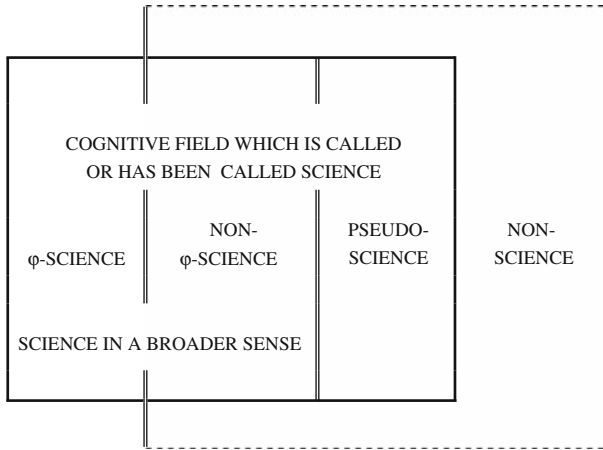 COGNITIVE FIELD WHICH IS CALLED
OR HAS BEEN CALLED SCIENCE
φ-SCIENCE
NON-
φ-SCIENCE
PSEUDO-
SCIENCE
NON-
SCIENCE
SCIENCE IN A BROADER SENSE